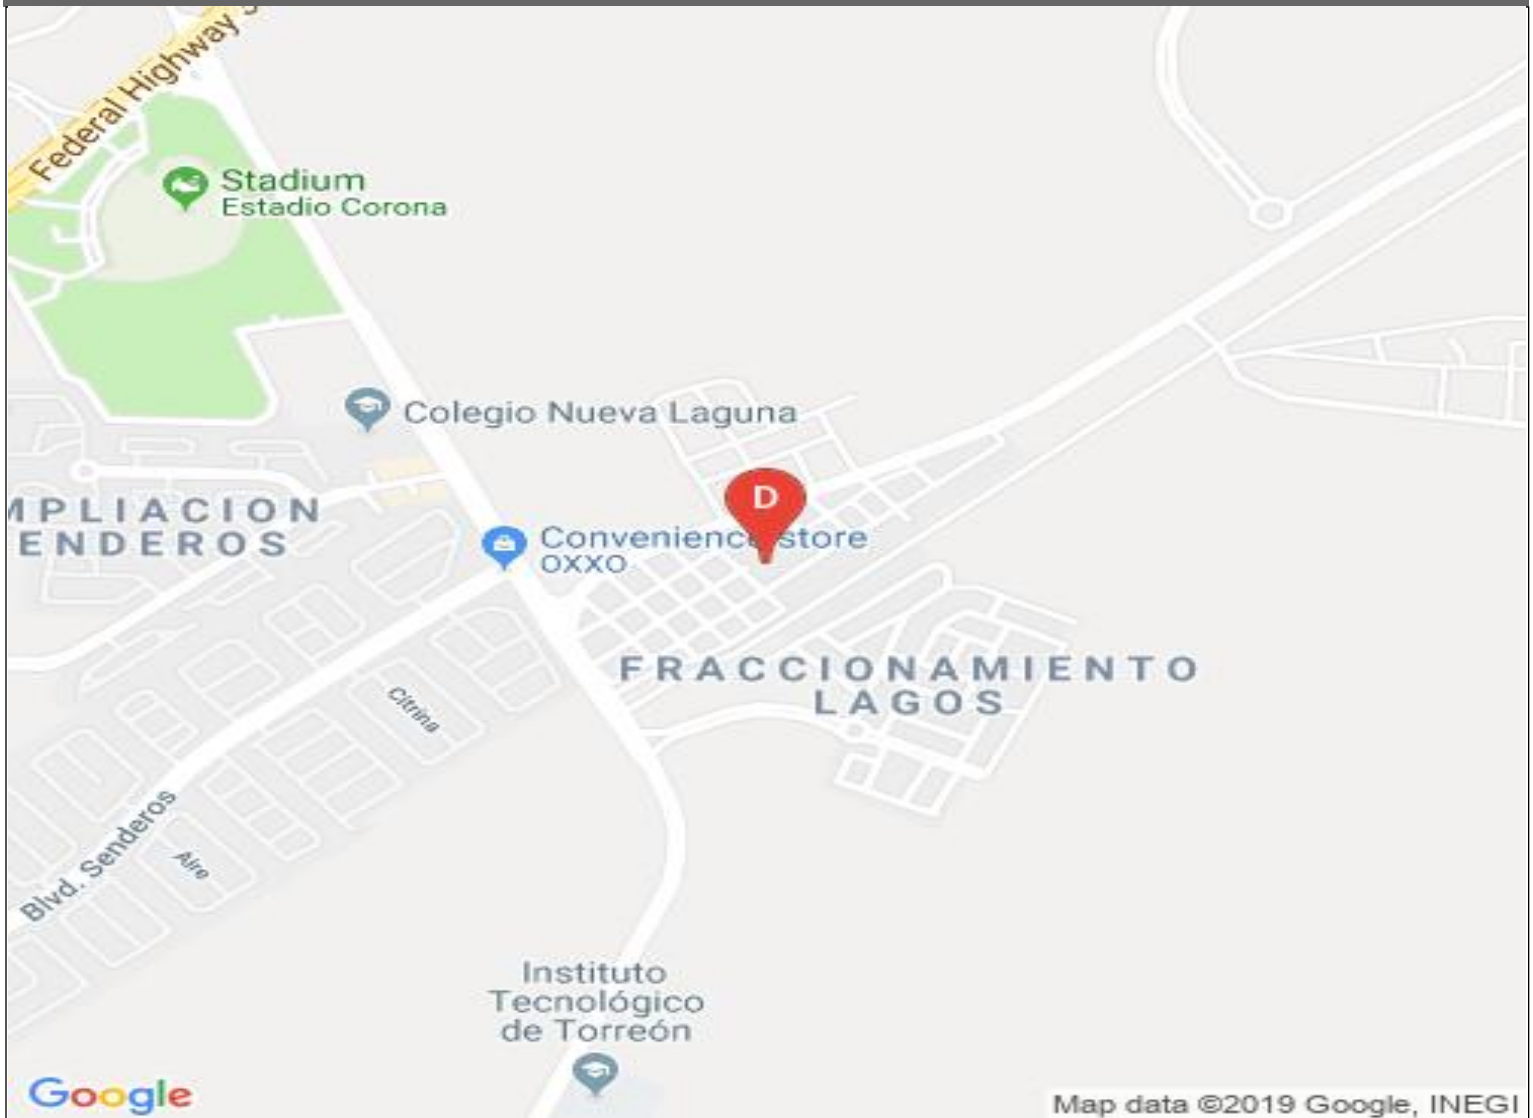 Federal Highway
Stadium
Estadio Corona
Colegio Nueva Laguna
MPLIACION
ENDEROS
D
Convenience store
OXXO
FRACCIONAMIENTO
LAGOS
Citrina
Blvd. Senderos
Aire
Instituto
Tecnológico
de Torreón
Google
Map data ©2019 Google, INEGI